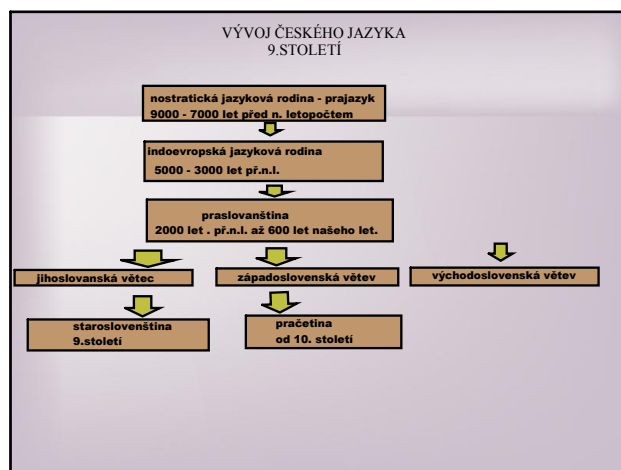 VÝVOJ ČESKÉHO JAZYKA
9.STOLETÍ
nostratická jazyková rodina - prajazyk
9000 - 7000 let před n. letopočtem
indoevropská jazyková rodina
5000 - 3000 let př.n.l.
praslovanština
2000 let . př.n.l. až 600 let našeho let.
jihoslovanská větec
západoslovenská větev
východoslovenská větev
staroslovenština
9.století
pračetina
od 10. století